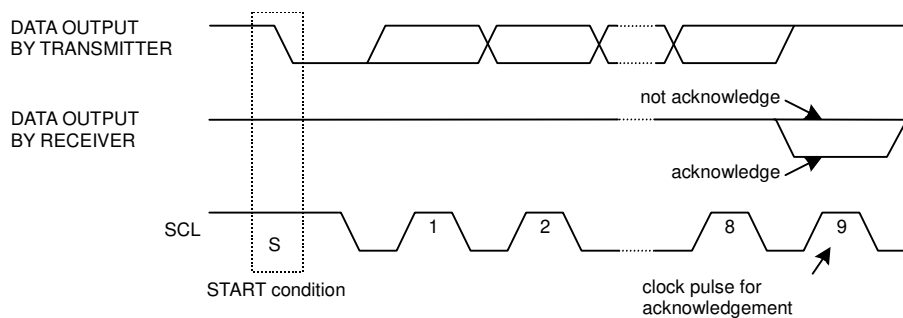 DATA OUTPUT
BY TRANSMITTER
not acknowledge
DATA OUTPUT
BY RECEIVER
acknowledge
SCL
S
1
2
8
9
START condition
clock pulse for
acknowledgement